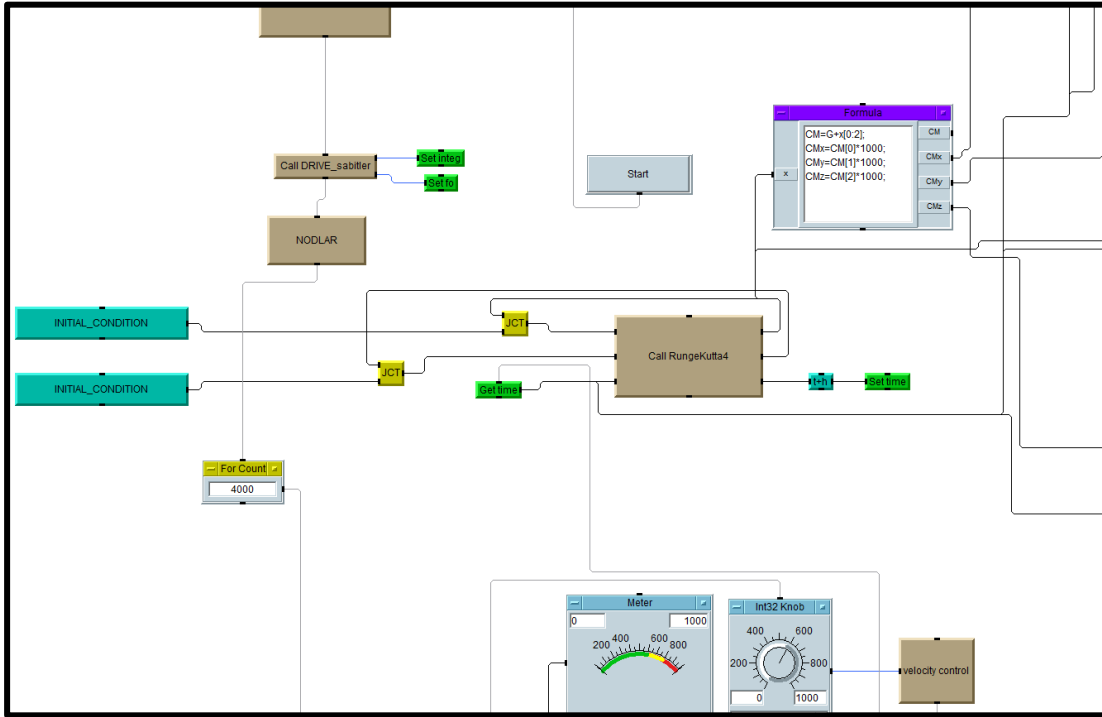 Call DRIVE_sabitler
Set integ
Set fo
NODLAR
Start
Formula
x
CM=G+x[0:2];
CMx=CM[0]*1000;
CMy=CM[1]*1000;
CMz=CM[2]*1000;
CM
CMx
CMy
CMz
INITIAL_CONDITION
JCT
Call RungeKutta4
INITIAL_CONDITION
JCT
Get time
t+h
Set time
For Count
4000
Meter
0
1000
200
400
600
800
Int32 Knob
200
400
600
800
0
1000
velocity control